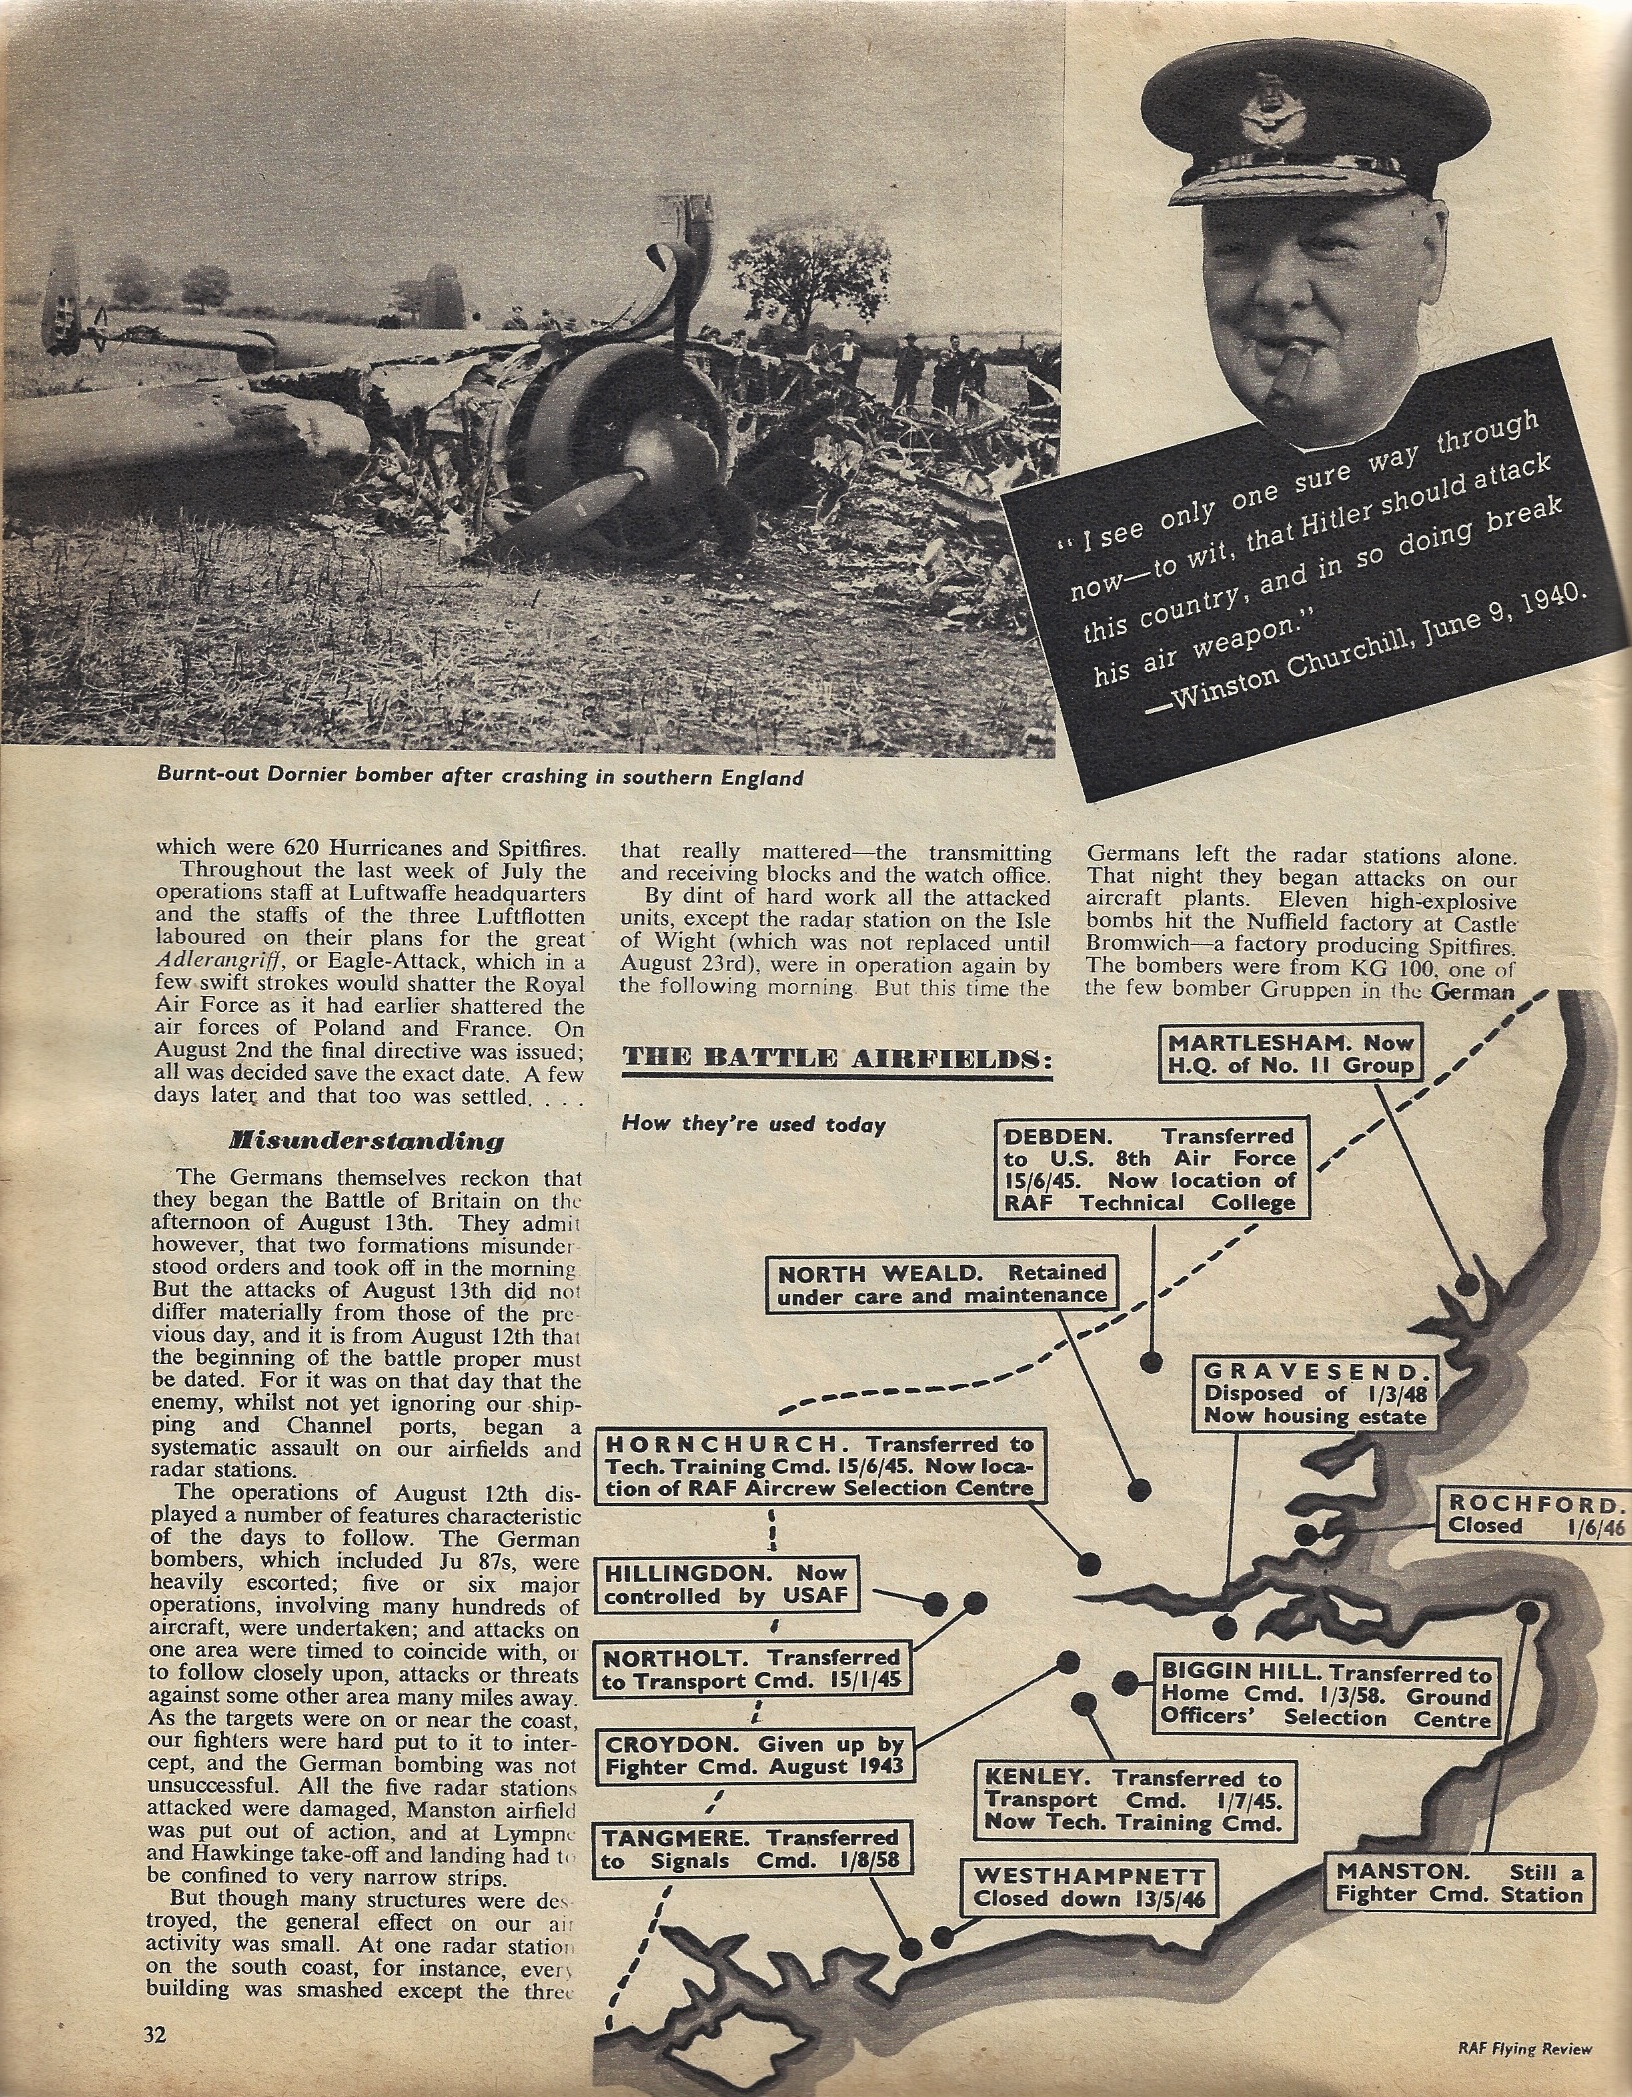 "I see only one sure way through
now—to wit, that Hitler should attack
this country, and in so doing break
his air weapon."
—Winston Churchill, June 9, 1940.
Burnt-out Dornier bomber after crashing in southern England
which were 620 Hurricanes and Spitfires.
Throughout the last week of July the
operations staff at Luftwaffe headquarters
and the staffs of the three Luftflotten
laboured on their plans for the great
Adlerangriff, or Eagle-Attack, which in a
few swift strokes would shatter the Royal
Air Force as it had earlier shattered the
air forces of Poland and France. On
August 2nd the final directive was issued;
all was decided save the exact date. A few
days later and that too was settled. . . .
Misunderstanding
The Germans themselves reckon that
they began the Battle of Britain on the
afternoon of August 13th. They admit
however, that two formations misunder-
stood orders and took off in the morning
But the attacks of August 13th did not
differ materially from those of the pre-
vious day, and it is from August 12th that
the beginning of the battle proper must
be dated. For it was on that day that the
enemy, whilst not yet ignoring our ship-
ping and Channel ports, began a
systematic assault on our airfields and
radar stations.
The operations of August 12th dis-
played a number of features characteristic
of the days to follow. The German
bombers, which included Ju 87s, were
heavily escorted; five or six major
operations, involving many hundreds of
aircraft, were undertaken; and attacks on
one area were timed to coincide with, or
to follow closely upon, attacks or threats
against some other area many miles away.
As the targets were on or near the coast,
our fighters were hard put to it to inter-
cept, and the German bombing was not
unsuccessful. All the five radar stations
attacked were damaged, Manston airfield
was put out of action, and at Lympne
and Hawkinge take-off and landing had to
be confined to very narrow strips.
But though many structures were des-
troyed, the general effect on our air
activity was small. At one radar station
on the south coast, for instance, every
building was smashed except the three
that really mattered—the transmitting
and receiving blocks and the watch office.
By dint of hard work all the attacked
units, except the radar station on the Isle
of Wight (which was not replaced until
August 23rd), were in operation again by
the following morning. But this time the
Germans left the radar stations alone.
That night they began attacks on our
aircraft plants. Eleven high-explosive
bombs hit the Nuffield factory at Castle
Bromwich—a factory producing Spitfires.
The bombers were from KG 100, one of
the few bomber Gruppen in the German
THE BATTLE AIRFIELDS:
How they're used today
MARTLESHAM. Now
H.Q. of No. 11 Group
DEBDEN. Transferred
to U.S. 8th Air Force
15/6/45. Now location of
RAF Technical College
NORTH WEALD. Retained
under care and maintenance
GRAVESEND.
Disposed of 1/3/48
Now housing estate
HORNCHURCH. Transferred to
Tech. Training Cmd. 15/6/45. Now loca-
tion of RAF Aircrew Selection Centre
ROCHFORD.
Closed 1/6/46
HILLINGDON. Now
controlled by USAF
NORTHOLT. Transferred
to Transport Cmd. 15/1/45
BIGGIN HILL. Transferred to
Home Cmd. 1/3/58. Ground
Officers' Selection Centre
CROYDON. Given up by
Fighter Cmd. August 1943
KENLEY. Transferred to
Transport Cmd. 1/7/45.
Now Tech. Training Cmd.
TANGMERE. Transferred
to Signals Cmd. 1/8/58
WESTHAMPNETT
Closed down 13/5/46
MANSTON. Still a
Fighter Cmd. Station
32
RAF Flying Review